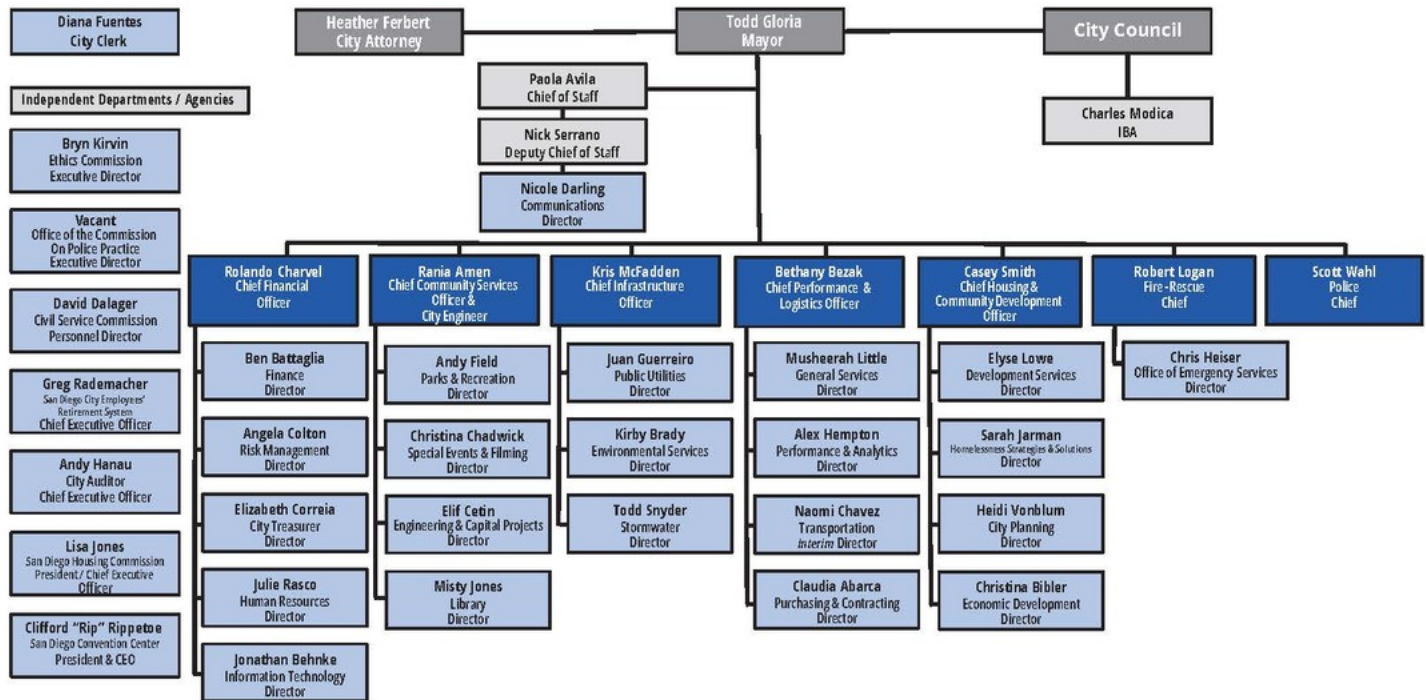 Diana Fuentes
City Clerk
Heather Ferbert
City Attorney
Todd Gloria
Mayor
City Council
Paola Avila
Chief of Staff
Charles Modica
IBA
Nick Serrano
Deputy Chief of Staff
Nicole Darling
Communications
Director
Independent Departments / Agencies
Bryn Kirvin
Ethics Commission
Executive Director
Vacant
Office of the Commission
On Police Practice
Executive Director
David Dalager
Civil Service Commission
Personnel Director
Greg Rademacher
San Diego City Employees'
Retirement System
Chief Executive Officer
Andy Hanau
City Auditor
Chief Executive Officer
Lisa Jones
San Diego Housing Commission
President / Chief Executive
Officer
Clifford "Rip" Rippetoe
San Diego Convention Center
President & CEO
Rolando Charvel
Chief Financial
Officer
Ben Battaglia
Finance
Director
Angela Colton
Risk Management
Director
Elizabeth Correia
City Treasurer
Director
Julie Rasco
Human Resources
Director
Jonathan Behnke
Information Technology
Director
Rania Amen
Chief Community Services
Officer &
City Engineer
Andy Field
Parks & Recreation
Director
Christina Chadwick
Special Events & Filming
Director
Elif Cetin
Engineering & Capital Projects
Director
Misty Jones
Library
Director
Kris McFadden
Chief Infrastructure
Officer
Juan Guerreiro
Public Utilities
Director
Kirby Brady
Environmental Services
Director
Todd Snyder
Stormwater
Director
Bethany Bezak
Chief Performance &
Logistics Officer
Musheerah Little
General Services
Director
Alex Hempton
Performance & Analytics
Director
Naomi Chavez
Transportation
Interim Director
Claudia Abarca
Purchasing & Contracting
Director
Casey Smith
Chief Housing &
Community Development
Officer
Elyse Lowe
Development Services
Director
Sarah Jarman
Homelessness Strategies & Solutions
Director
Heidi Vonblum
City Planning
Director
Christina Bibler
Economic Development
Director
Robert Logan
Fire-Rescue
Chief
Chris Heiser
Office of Emergency Services
Director
Scott Wahl
Police
Chief